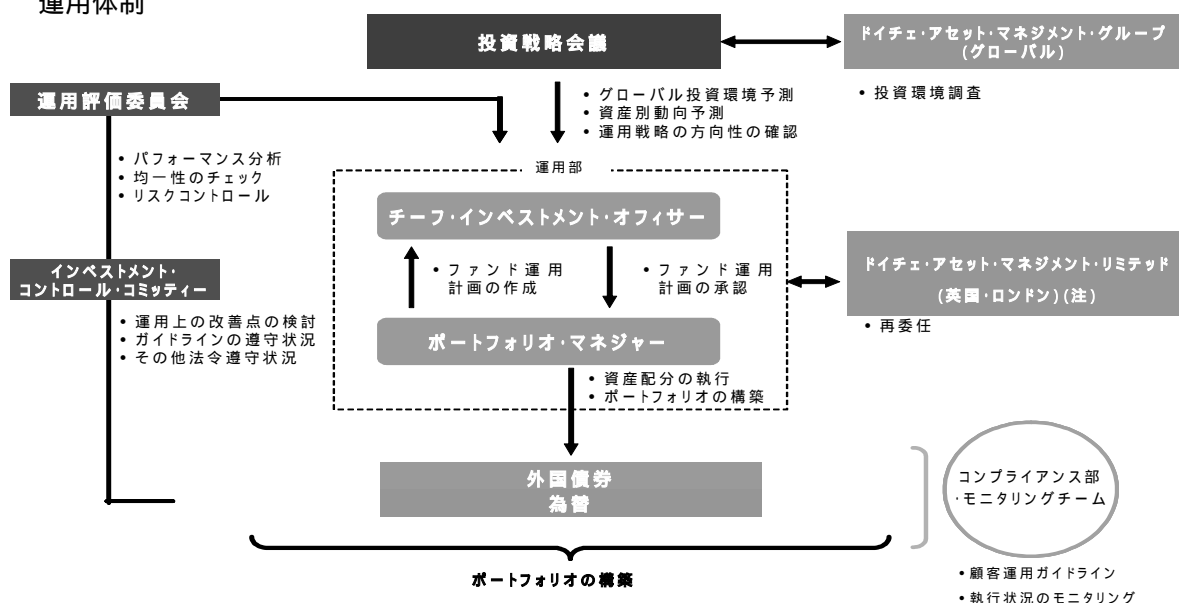 運用体制
投資戦略会議
ドイチェ・アセット・マネジメント・グループ
(グローバル)
• 投資環境調査
運用評価委員会
• グローバル投資環境予測
• 資産別動向予測
• 運用戦略の方向性の確認
• パフォーマンス分析
• 均一性のチェック
• リスクコントロール
運用部
チーフ・インベストメント・オフィサー
• ファンド運用
計画の作成
• ファンド運用
計画の承認
ポートフォリオ・マネジャー
ドイチェ・アセット・マネジメント・リミテッド
(英国・ロンドン)(注)
• 再委任
インベストメント・
コントロール・コミッティー
• 運用上の改善点の検討
• ガイドラインの遵守状況
• その他法令遵守状況
• 資産配分の執行
• ポートフォリオの構築
外国債券
為替
ポートフォリオの構築
コンプライアンス部
・モニタリングチーム
• 顧客運用ガイドライン
• 執行状況のモニタリング